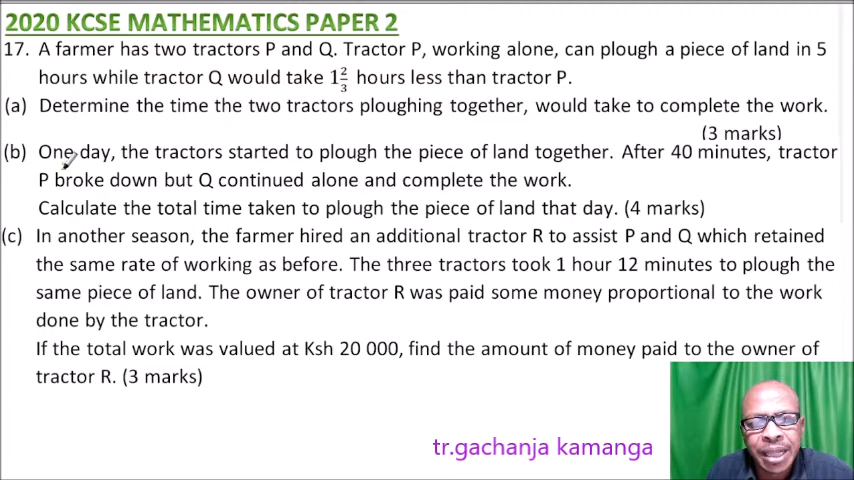 2020 KCSE MATHEMATICS PAPER 2
17. A farmer has two tractors P and Q. Tractor P, working alone, can plough a piece of land in 5
hours while tractor Q would take 1 2/3 hours less than tractor P.
(a) Determine the time the two tractors ploughing together, would take to complete the work.
(3 marks)
(b) One day, the tractors started to plough the piece of land together. After 40 minutes, tractor
P broke down but Q continued alone and complete the work.
Calculate the total time taken to plough the piece of land that day. (4 marks)
(c) In another season, the farmer hired an additional tractor R to assist P and Q which retained
the same rate of working as before. The three tractors took 1 hour 12 minutes to plough the
same piece of land. The owner of tractor R was paid some money proportional to the work
done by the tractor.
If the total work was valued at Ksh 20 000, find the amount of money paid to the owner of
tractor R. (3 marks)
tr.gachanja kamanga